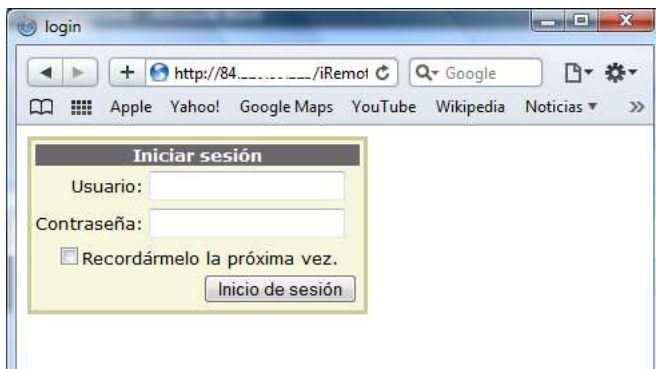 login
http://84. /iRemot Google
Apple Yahoo! Google Maps YouTube Wikipedia Noticias
Iniciar sesión
Usuario:
Contraseña:
Recordármelo la próxima vez.
Inicio de sesión